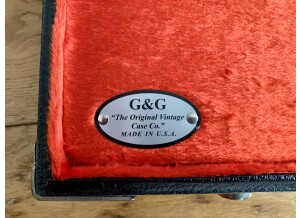 G&G
"The Original Vintage
Case Co."
MADE IN U.S.A.